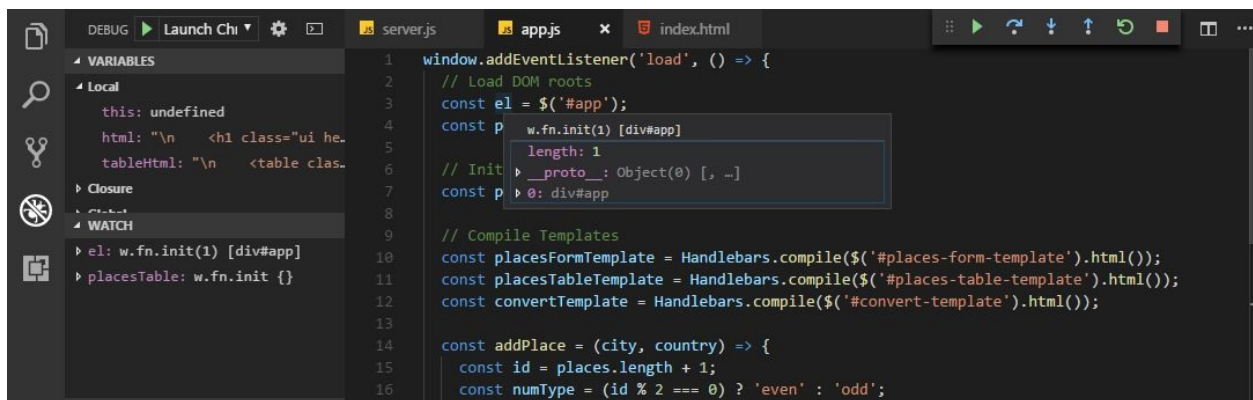 DEBUG Launch Chr
server.js app.js index.html
VARIABLES
Local
this: undefined
html: "\n <h1 class="ui he…
tableHtml: "\n <table clas…
Closure
WATCH
el: w.fn.init(1) [div#app]
placesTable: w.fn.init {}
1 window.addEventListener('load', () => {
2 // Load DOM roots
3 const el = $('#app');
4 const p
w.fn.init(1) [div#app]
length: 1
__proto__: Object(0) [, …]
0: div#app
5
6 // Init
7 const p
8
9 // Compile Templates
10 const placesFormTemplate = Handlebars.compile($('#places-form-template').html());
11 const placesTableTemplate = Handlebars.compile($('#places-table-template').html());
12 const convertTemplate = Handlebars.compile($('#convert-template').html());
13
14 const addPlace = (city, country) => {
15 const id = places.length + 1;
16 const numType = (id % 2 === 0) ? 'even' : 'odd';